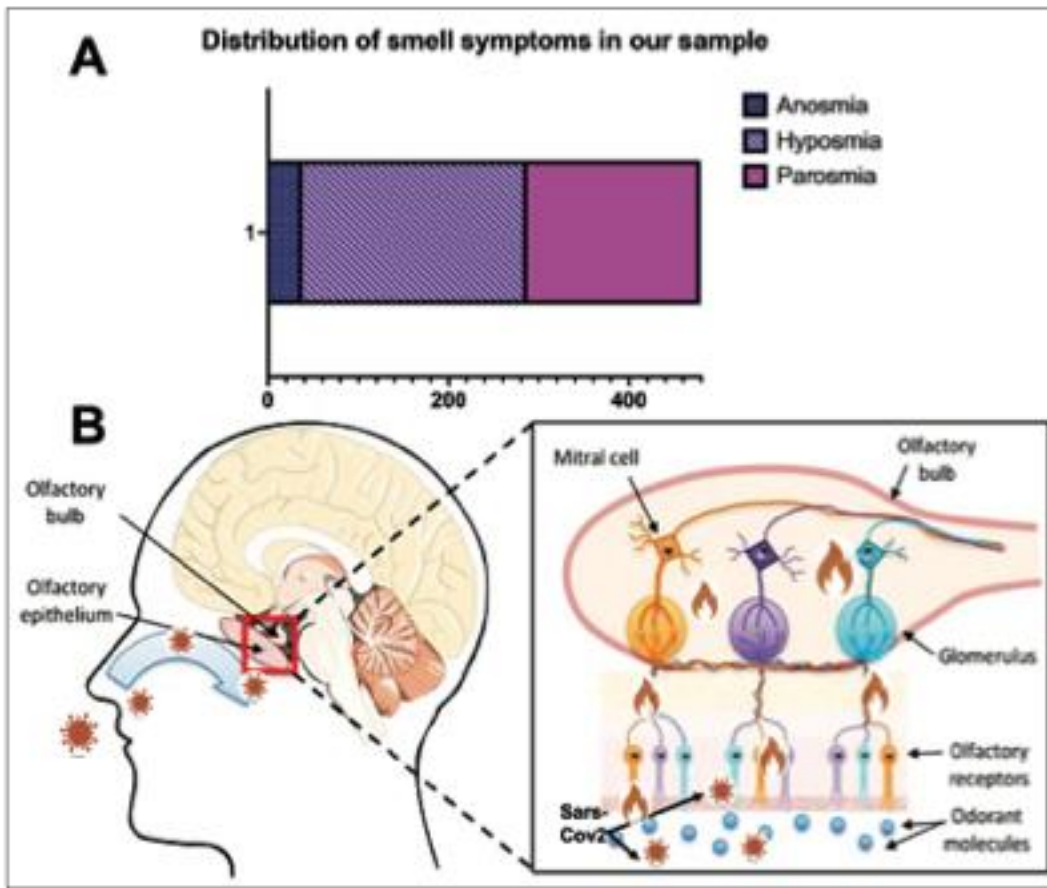 A
Distribution of smell symptoms in our sample
Anosmia
Hyposmia
Parosmia
1
0
200
400
B
Olfactory
bulb
Olfactory
epithelium
Mitral cell
Olfactory
bulb
Glomerulus
Olfactory
receptors
Sars-
Cov2
Odorant
molecules